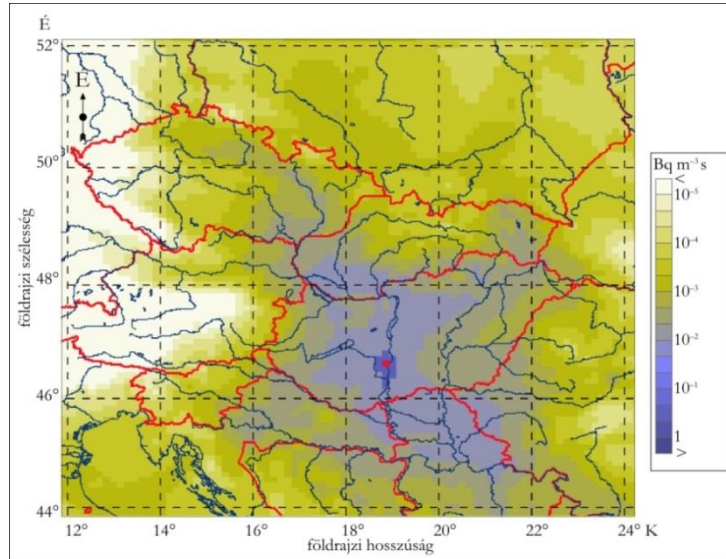 É
52°
E
50°
48°
46°
44°
földrajzi szélesség
12° 14° 16° 18° 20° 22° 24° K
földrajzi hosszúság
Bq m⁻³ s
<
10⁻⁵
10⁻⁴
10⁻³
10⁻²
10⁻¹
1
>